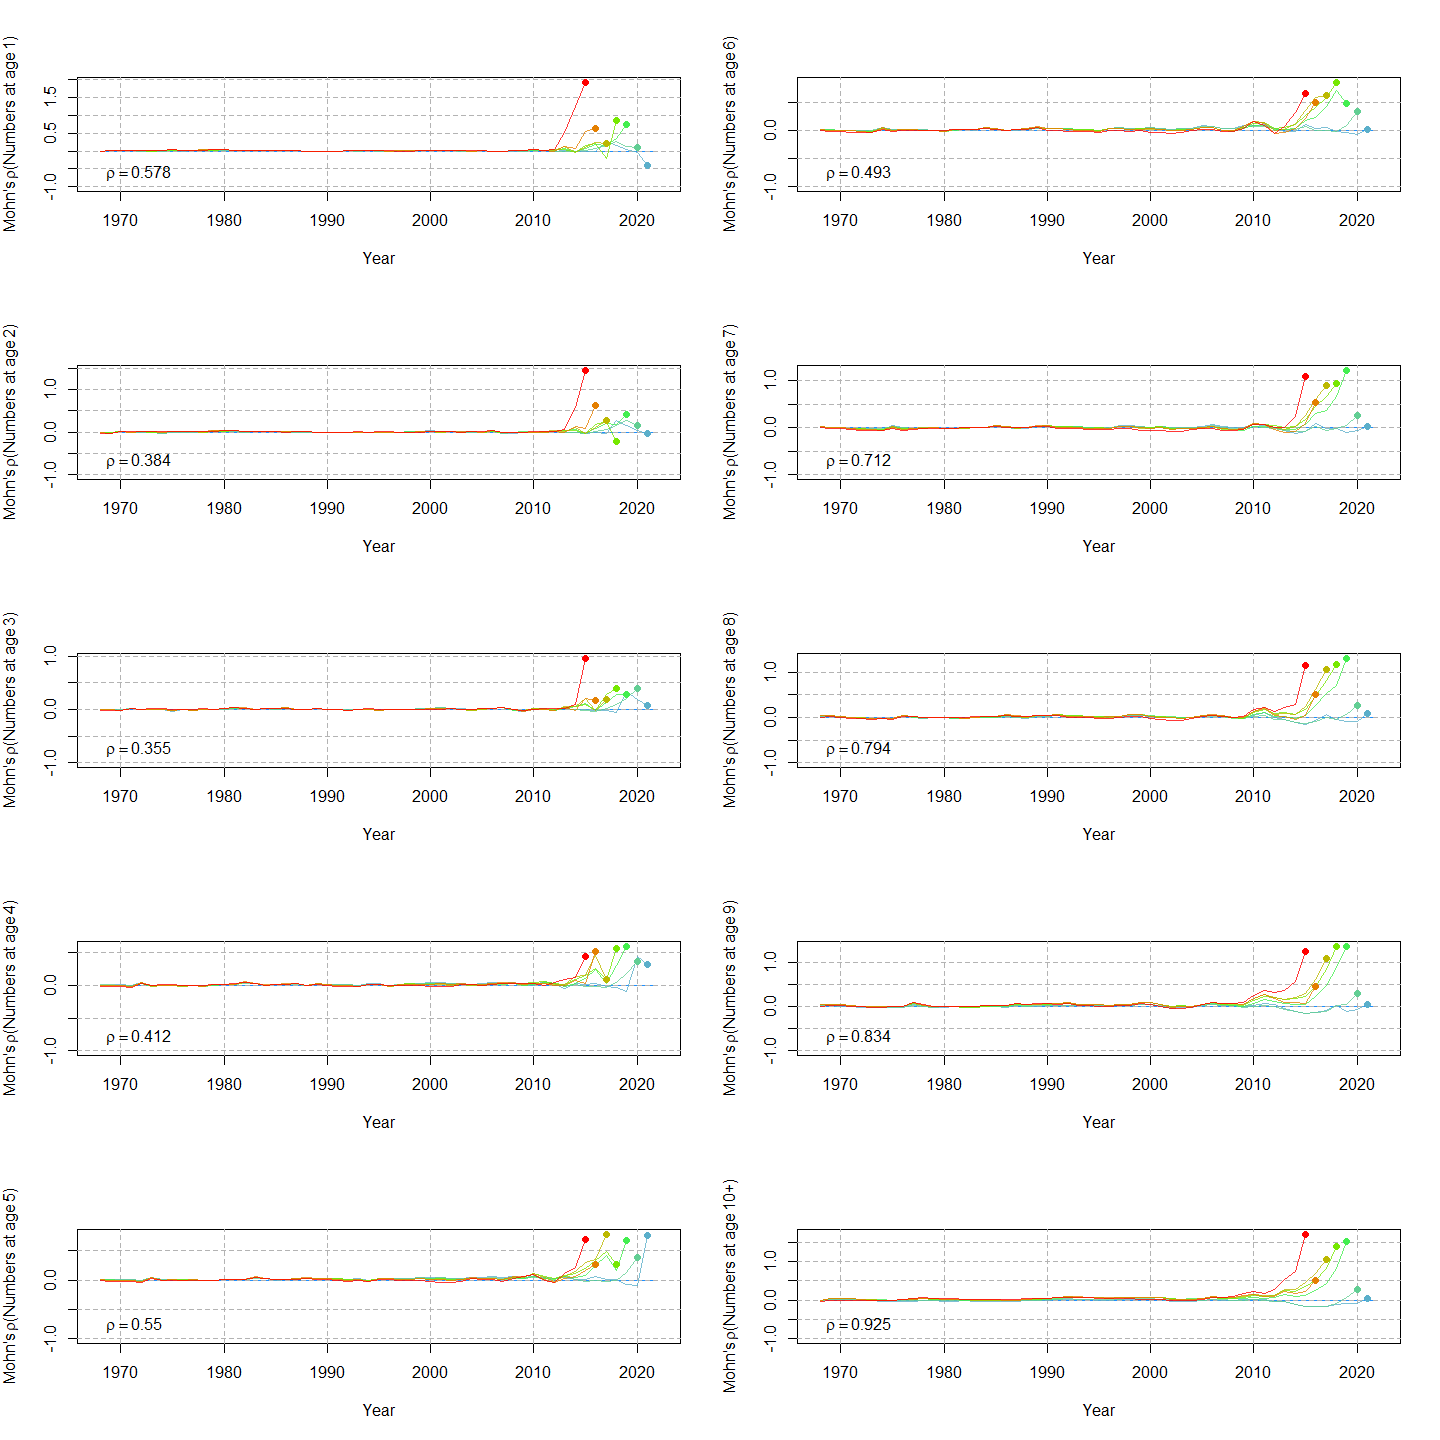 Mohn's ρ(Numbers at age 1)
1.5
0.5
-1.0
ρ = 0.578
1970 1980 1990 2000 2010 2020
Year
Mohn's ρ(Numbers at age 6)
0.0
-1.0
ρ = 0.493
1970 1980 1990 2000 2010 2020
Year
Mohn's ρ(Numbers at age 2)
1.0
0.0
-1.0
ρ = 0.384
1970 1980 1990 2000 2010 2020
Year
Mohn's ρ(Numbers at age 7)
1.0
0.0
-1.0
ρ = 0.712
1970 1980 1990 2000 2010 2020
Year
Mohn's ρ(Numbers at age 3)
1.0
0.0
-1.0
ρ = 0.355
1970 1980 1990 2000 2010 2020
Year
Mohn's ρ(Numbers at age 8)
1.0
0.0
-1.0
ρ = 0.794
1970 1980 1990 2000 2010 2020
Year
Mohn's ρ(Numbers at age 4)
0.0
-1.0
ρ = 0.412
1970 1980 1990 2000 2010 2020
Year
Mohn's ρ(Numbers at age 9)
1.0
0.0
-1.0
ρ = 0.834
1970 1980 1990 2000 2010 2020
Year
Mohn's ρ(Numbers at age 5)
0.0
-1.0
ρ = 0.55
1970 1980 1990 2000 2010 2020
Year
Mohn's ρ(Numbers at age 10+)
1.0
0.0
-1.0
ρ = 0.925
1970 1980 1990 2000 2010 2020
Year